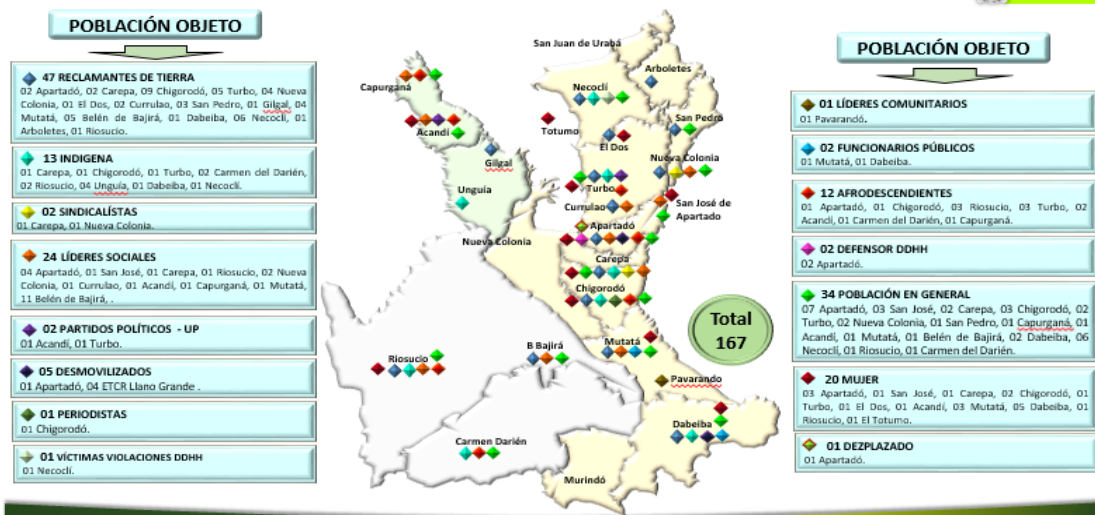 POBLACIÓN OBJETO
47 RECLAMANTES DE TIERRA
02 Apartadó, 02 Carepa, 09 Chigorodó, 05 Turbo, 04 Nueva
Colonia, 01 El Dos, 02 Currulao, 03 San Pedro, 01 Gilgal, 04
Mutatá, 05 Belén de Bajirá, 01 Dabeiba, 06 Necoclí, 01
Arboletes, 01 Riosucio.
13 INDIGENA
01 Carepa, 01 Chigorodó, 01 Turbo, 02 Carmen del Darién,
02 Riosucio, 04 Unguía, 01 Dabeiba, 01 Necoclí.
02 SINDICALÍSTAS
01 Carepa, 01 Nueva Colonia.
24 LÍDERES SOCIALES
04 Apartadó, 01 San José, 01 Carepa, 01 Riosucio, 02 Nueva
Colonia, 01 Currulao, 01 Acandí, 01 Capurganá, 01 Mutatá,
11 Belén de Bajirá, .
02 PARTIDOS POLÍTICOS - UP
01 Acandí, 01 Turbo.
05 DESMOVILIZADOS
01 Apartadó, 04 ETCR Llano Grande .
01 PERIODISTAS
01 Chigorodó.
01 VÍCTIMAS VIOLACIONES DDHH
01 Necoclí.
San Juan de Urabá
Arboletes
Capurganá
Necoclí
Totumo
San Pedro
Acandí
El Dos
Gilgal
Nueva Colonia
Unguía
Turbo
Currulao
San José de
Apartado
Apartadó
Nueva Colonia
Carepa
Chigorodó
Total
167
Mutatá
B Bajirá
Riosucio
Pavarando
Dabeiba
Carmen Darién
Murindó
POBLACIÓN OBJETO
01 LÍDERES COMUNITARIOS
01 Pavarandó.
02 FUNCIONARIOS PÚBLICOS
01 Mutatá, 01 Dabeiba.
12 AFRODESCENDIENTES
01 Apartadó, 01 Chigorodó, 03 Riosucio, 03 Turbo, 02
Acandí, 01 Carmen del Darién, 01 Capurganá.
02 DEFENSOR DDHH
02 Apartadó.
34 POBLACIÓN EN GENERAL
07 Apartadó, 03 San José, 02 Carepa, 03 Chigorodó, 02
Turbo, 02 Nueva Colonia, 01 San Pedro, 01 Capurganá, 01
Acandí, 01 Mutatá, 01 Belén de Bajirá, 02 Dabeiba, 06
Necoclí, 01 Riosucio, 01 Carmen del Darién.
20 MUJER
03 Apartadó, 01 San José, 01 Carepa, 02 Chigorodó, 01
Turbo, 01 El Dos, 01 Acandí, 03 Mutatá, 05 Dabeiba, 01
Riosucio, 01 El Totumo.
01 DEZPLAZADO
01 Apartadó.